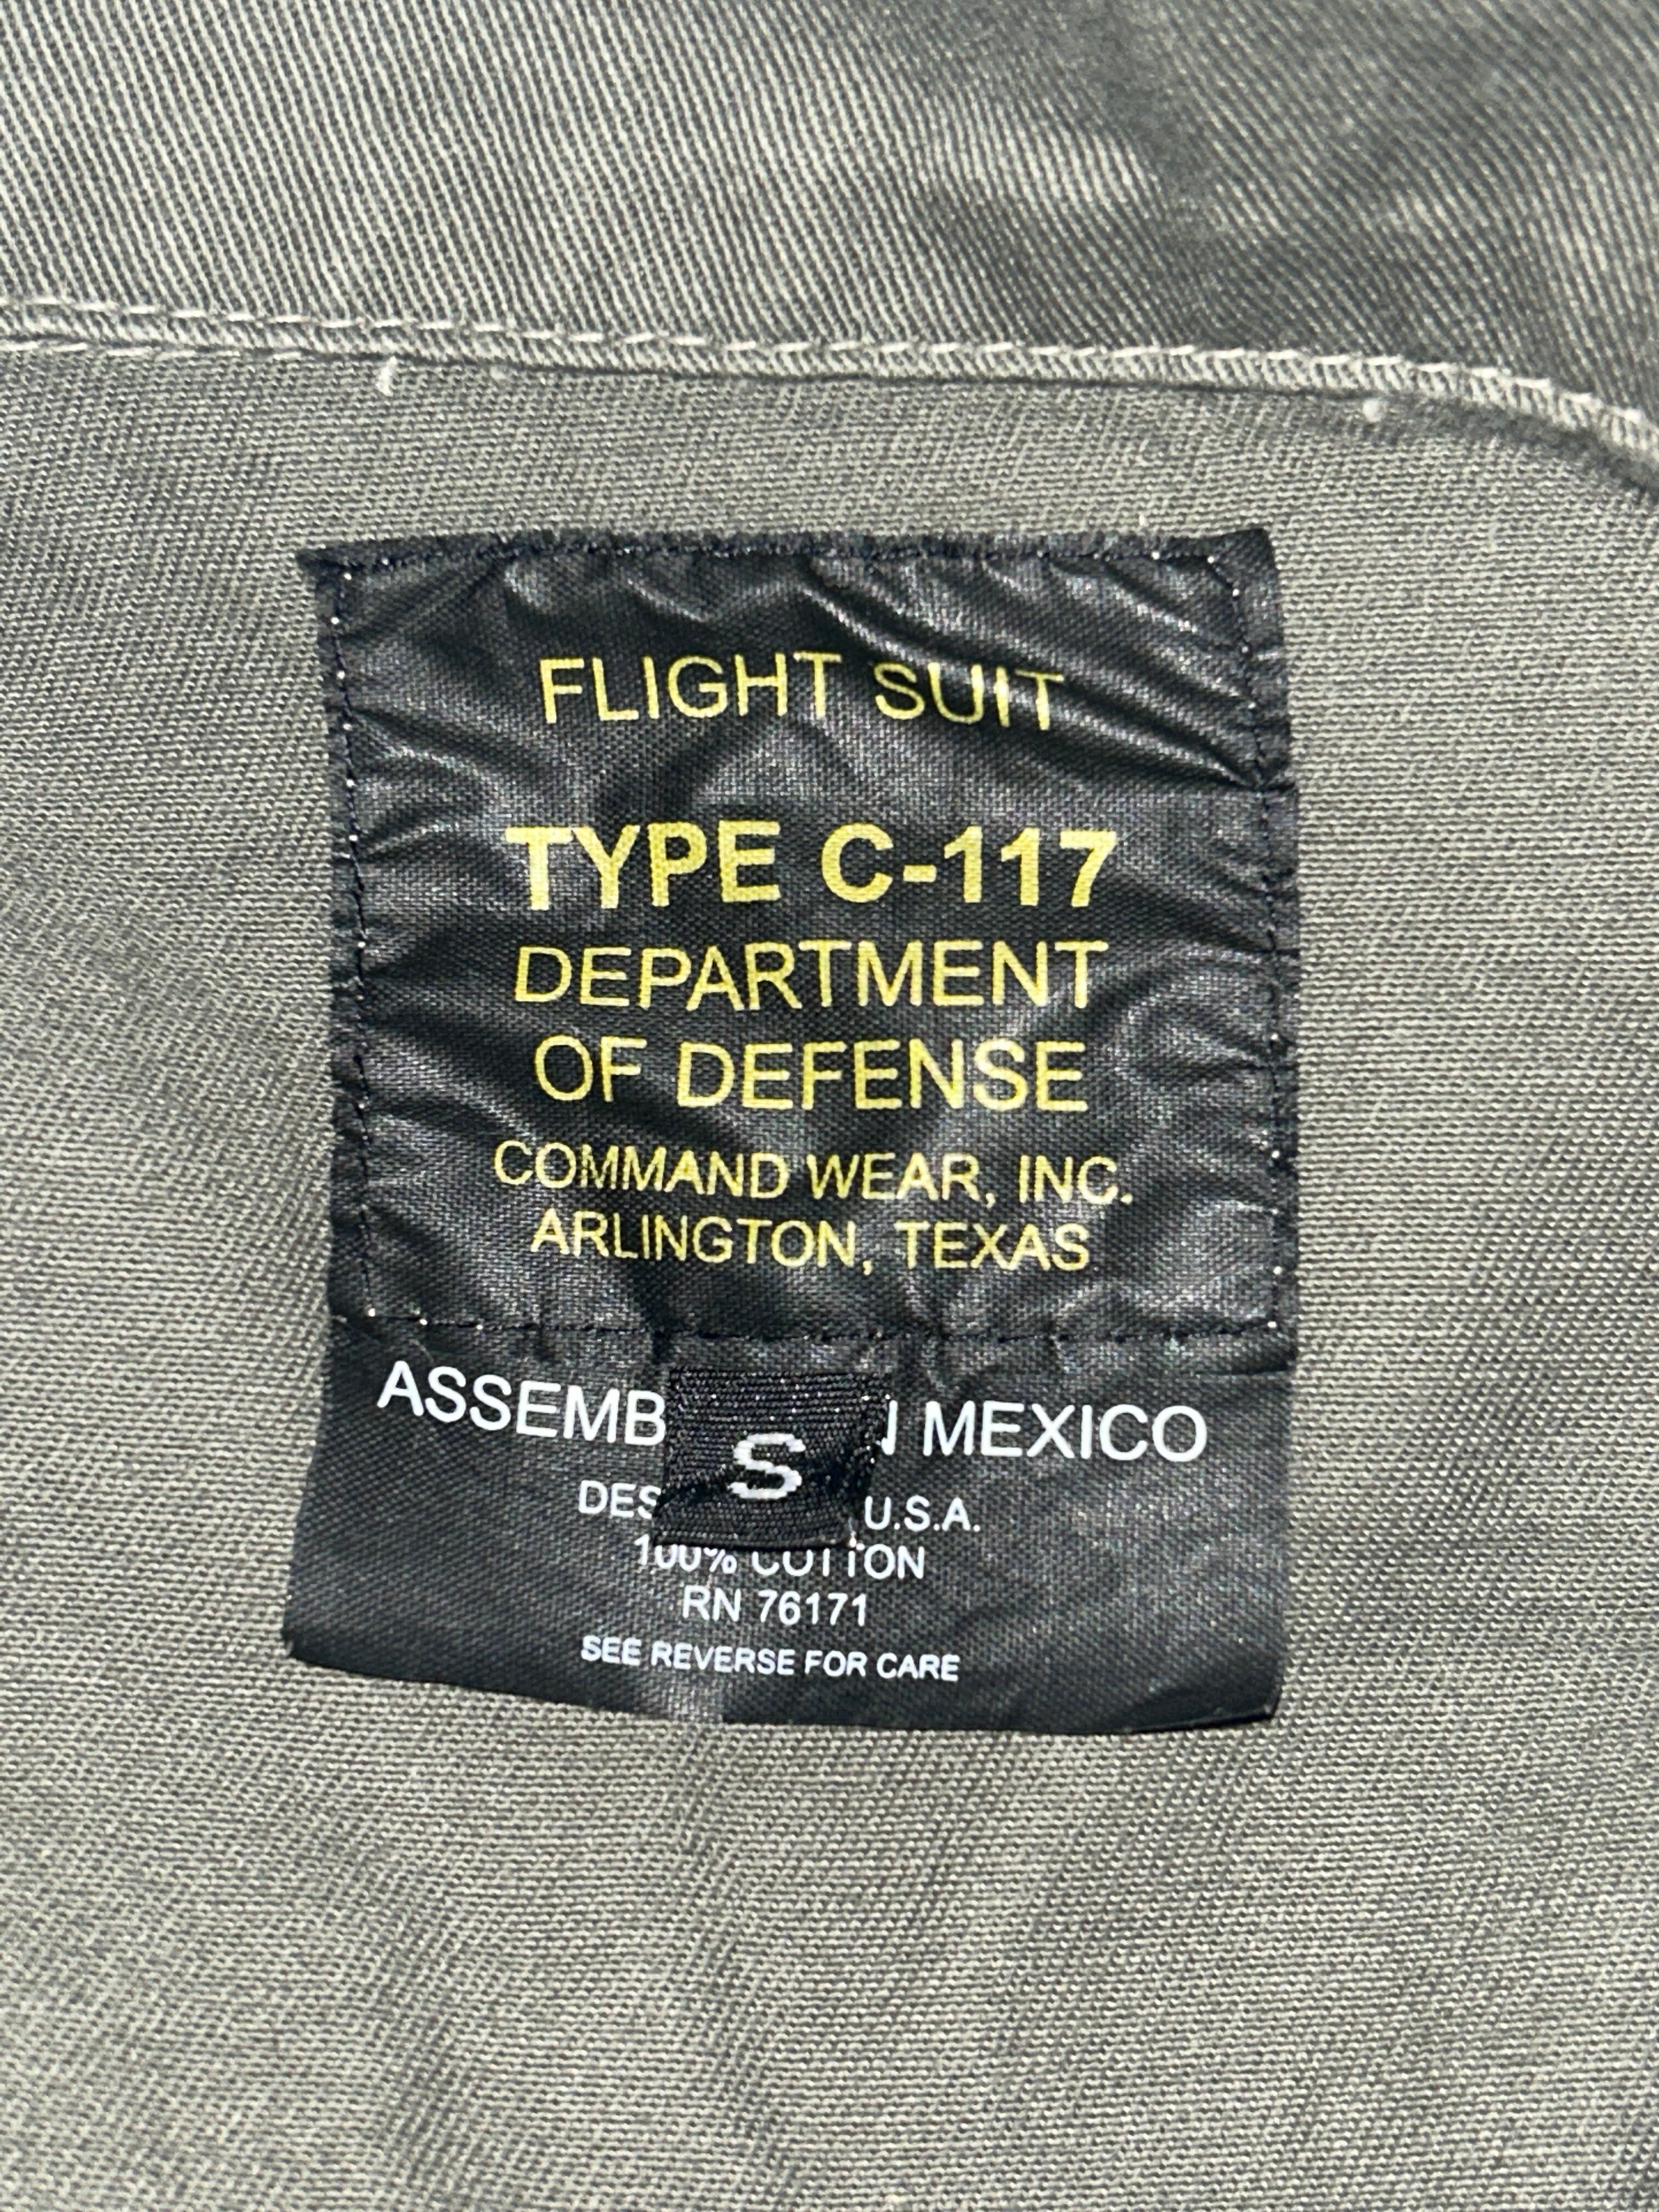 FLIGHT SUIT
TYPE C-117
DEPARTMENT
OF DEFENSE
COMMAND WEAR, INC.
ARLINGTON, TEXAS
MEXICO
S
U.S.A.
100% COTTON
RN 76171
SEE REVERSE FOR CARE